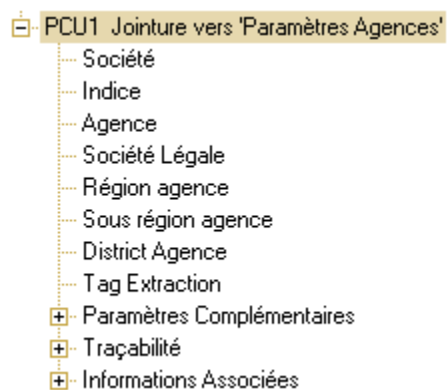 PCU1 Jointure vers 'Paramètres Agences'
Société
Indice
Agence
Société Légale
Région agence
Sous région agence
District Agence
Tag Extraction
Paramètres Complémentaires
Traçabilité
Informations Associées